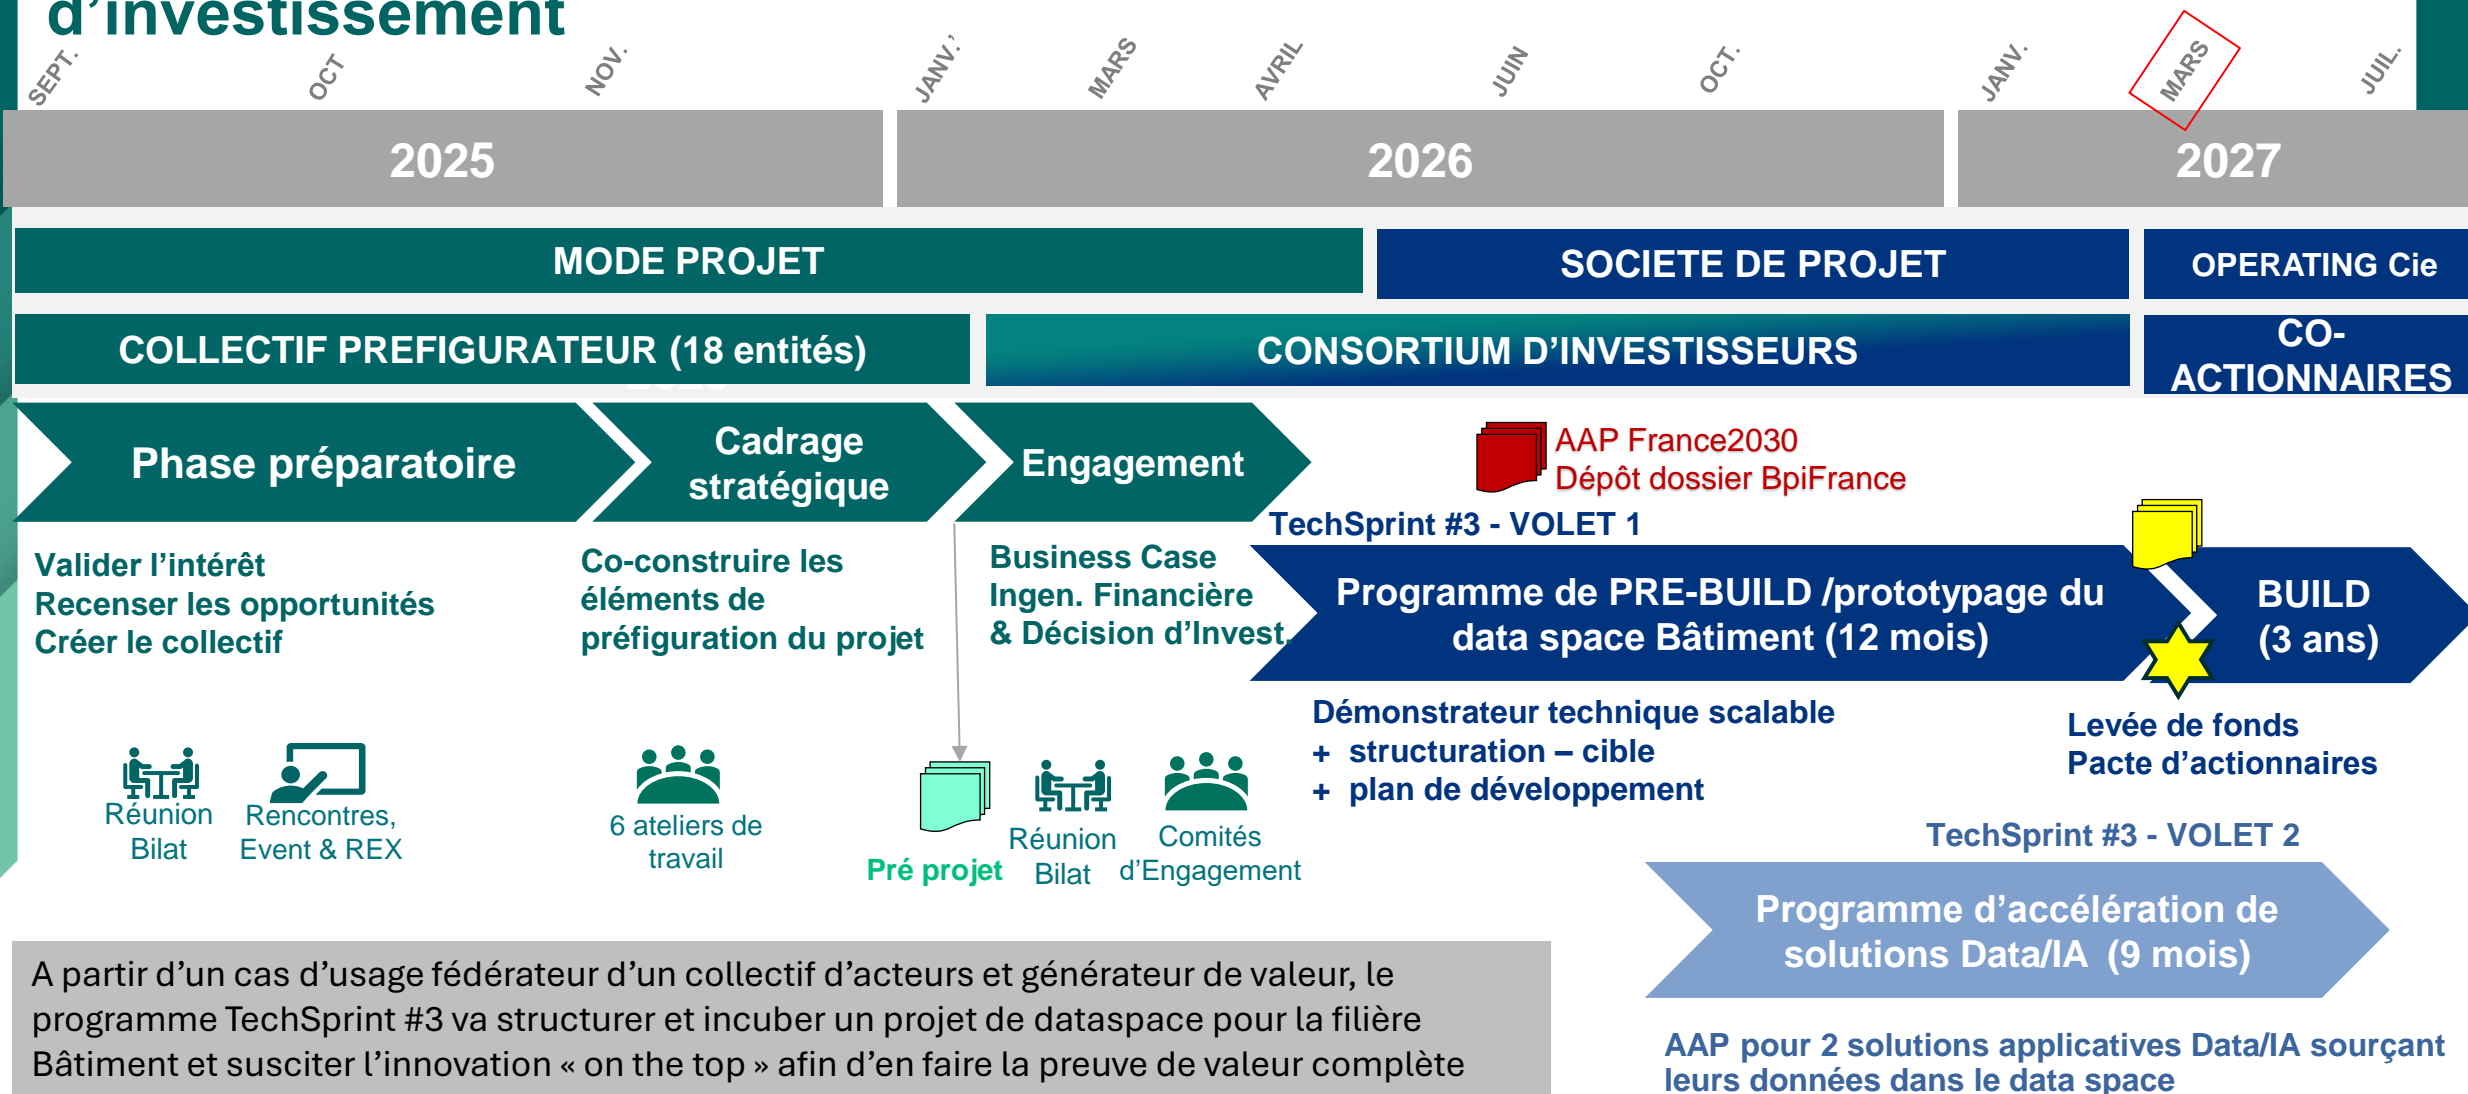 d’investissement
SEPT.
OCT
NOV.
JANV.’
MARS
AVRIL
JUIN
OCT.
JANV.
MARS
JUIL.
2025
2026
2027
MODE PROJET
SOCIETE DE PROJET
OPERATING Cie
COLLECTIF PREFIGURATEUR (18 entités)
CONSORTIUM D’INVESTISSEURS
CO-
ACTIONNAIRES
Phase préparatoire
Cadrage
stratégique
Engagement
AAP France2030
Dépôt dossier BpiFrance
TechSprint #3 - VOLET 1
Valider l’intérêt
Recenser les opportunités
Créer le collectif
Co-construire les
éléments de
préfiguration du projet
Business Case
Ingen. Financière
& Décision d’Invest.
Programme de PRE-BUILD /prototypage du
data space Bâtiment (12 mois)
BUILD
(3 ans)
Démonstrateur technique scalable
+ structuration – cible
+ plan de développement
Levée de fonds
Pacte d’actionnaires
Réunion
Bilat
Rencontres,
Event & REX
6 ateliers de
travail
Pré projet
Réunion
Bilat
Comités
d’Engagement
TechSprint #3 - VOLET 2
Programme d’accélération de
solutions Data/IA (9 mois)
A partir d’un cas d’usage fédérateur d’un collectif d’acteurs et générateur de valeur, le
programme TechSprint #3 va structurer et incuber un projet de dataspace pour la filière
Bâtiment et susciter l’innovation « on the top » afin d’en faire la preuve de valeur complète
AAP pour 2 solutions applicatives Data/IA sourçant
leurs données dans le data space